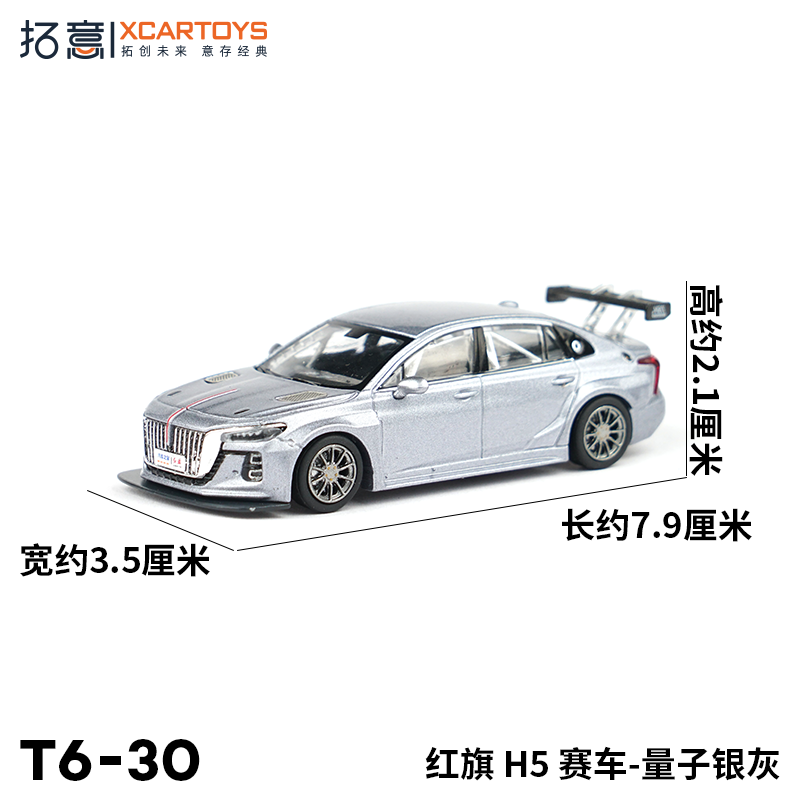 拓意
XCARTOYS
拓创未来 意存经典
高约2.1厘米
长约7.9厘米
宽约3.5厘米
T6-30
红旗 H5 赛车-量子银灰